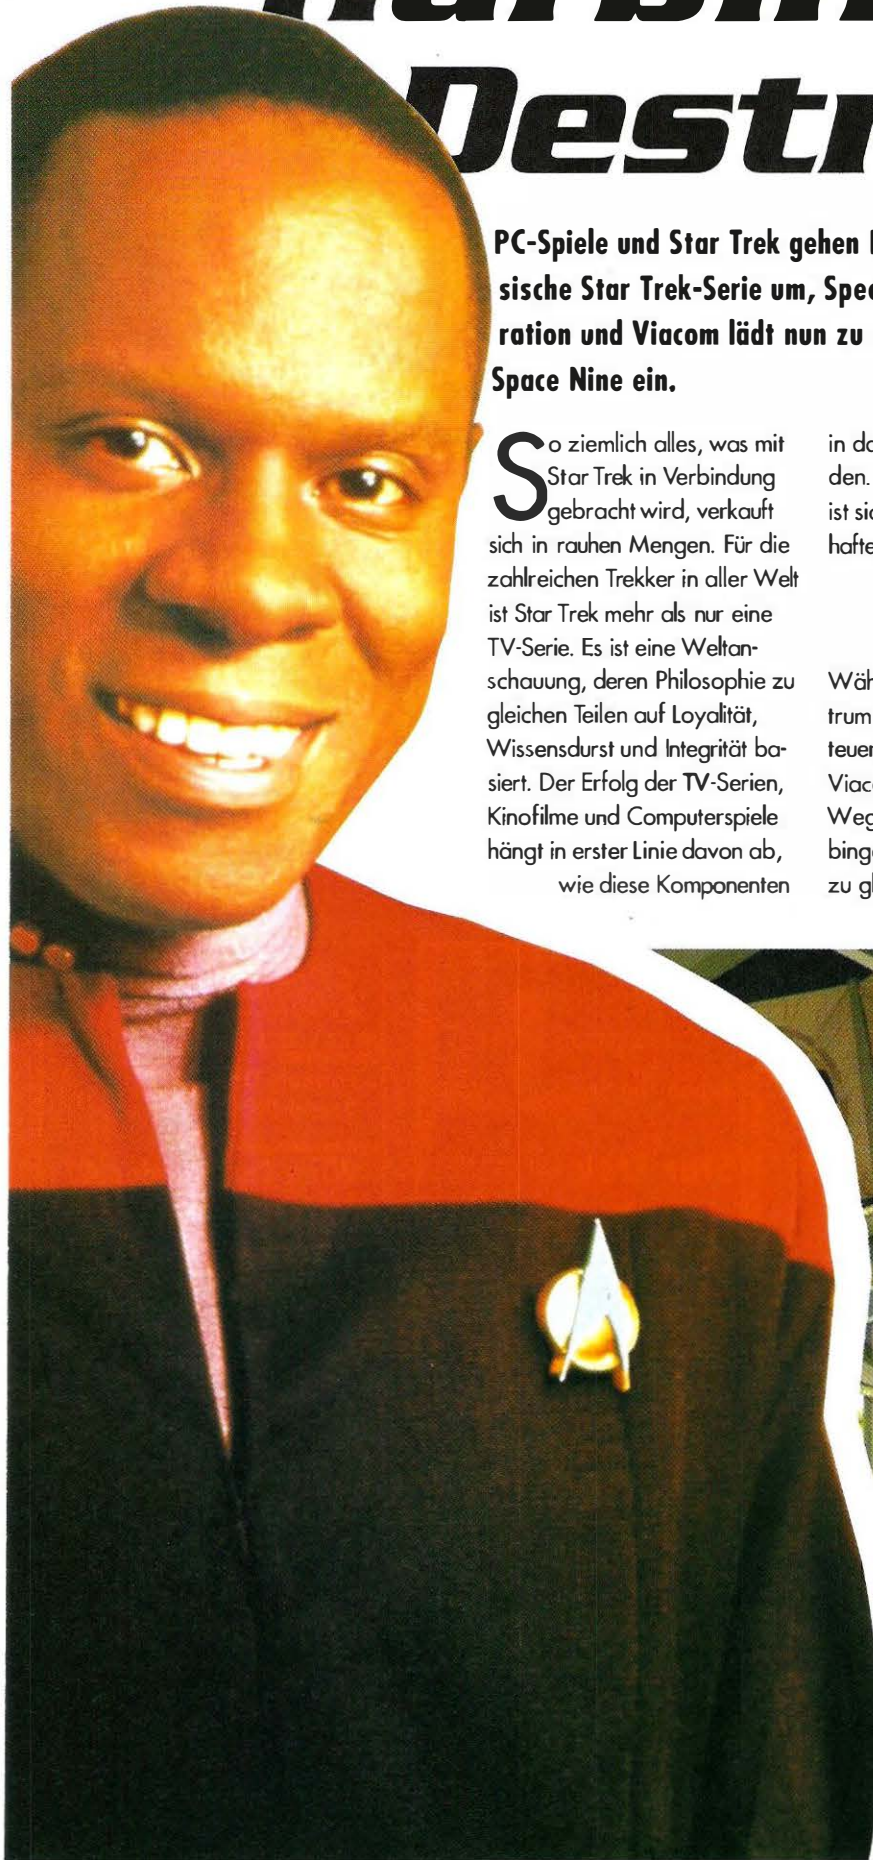 Harbin
Destr
PC-Spiele und Star Trek gehen
sische Star Trek-Serie um, Spec
ration und Viacom lädt nun zu
Space Nine ein.
So ziemlich alles, was mit
Star Trek in Verbindung
gebracht wird, verkauft
sich in rauhen Mengen. Für die
zahlreichen Trekker in aller Welt
ist Star Trek mehr als nur eine
TV-Serie. Es ist eine Weltan-
schauung, deren Philosophie zu
gleichen Teilen auf Loyalität,
Wissensdurst und Integrität ba-
siert. Der Erfolg der TV-Serien,
Kinofilme und Computerspiele
hängt in erster Linie davon ab,
wie diese Komponenten
in da
den.
ist sic
hafte
Wäh
trum
teuer
Viaco
Weg
binge
zu gl